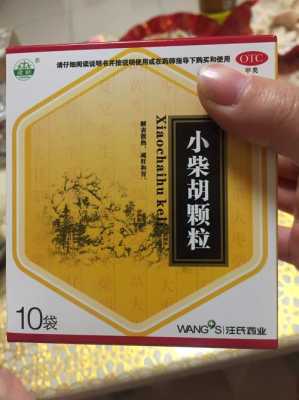 请仔细阅读说明书并按说明使用或在药师指导下购买和使用
OTC
甲类
小柴胡颗粒
Xiaochaihu Ke
解表散热，疏肝和胃。
10袋
WANG'S 汪氏药业